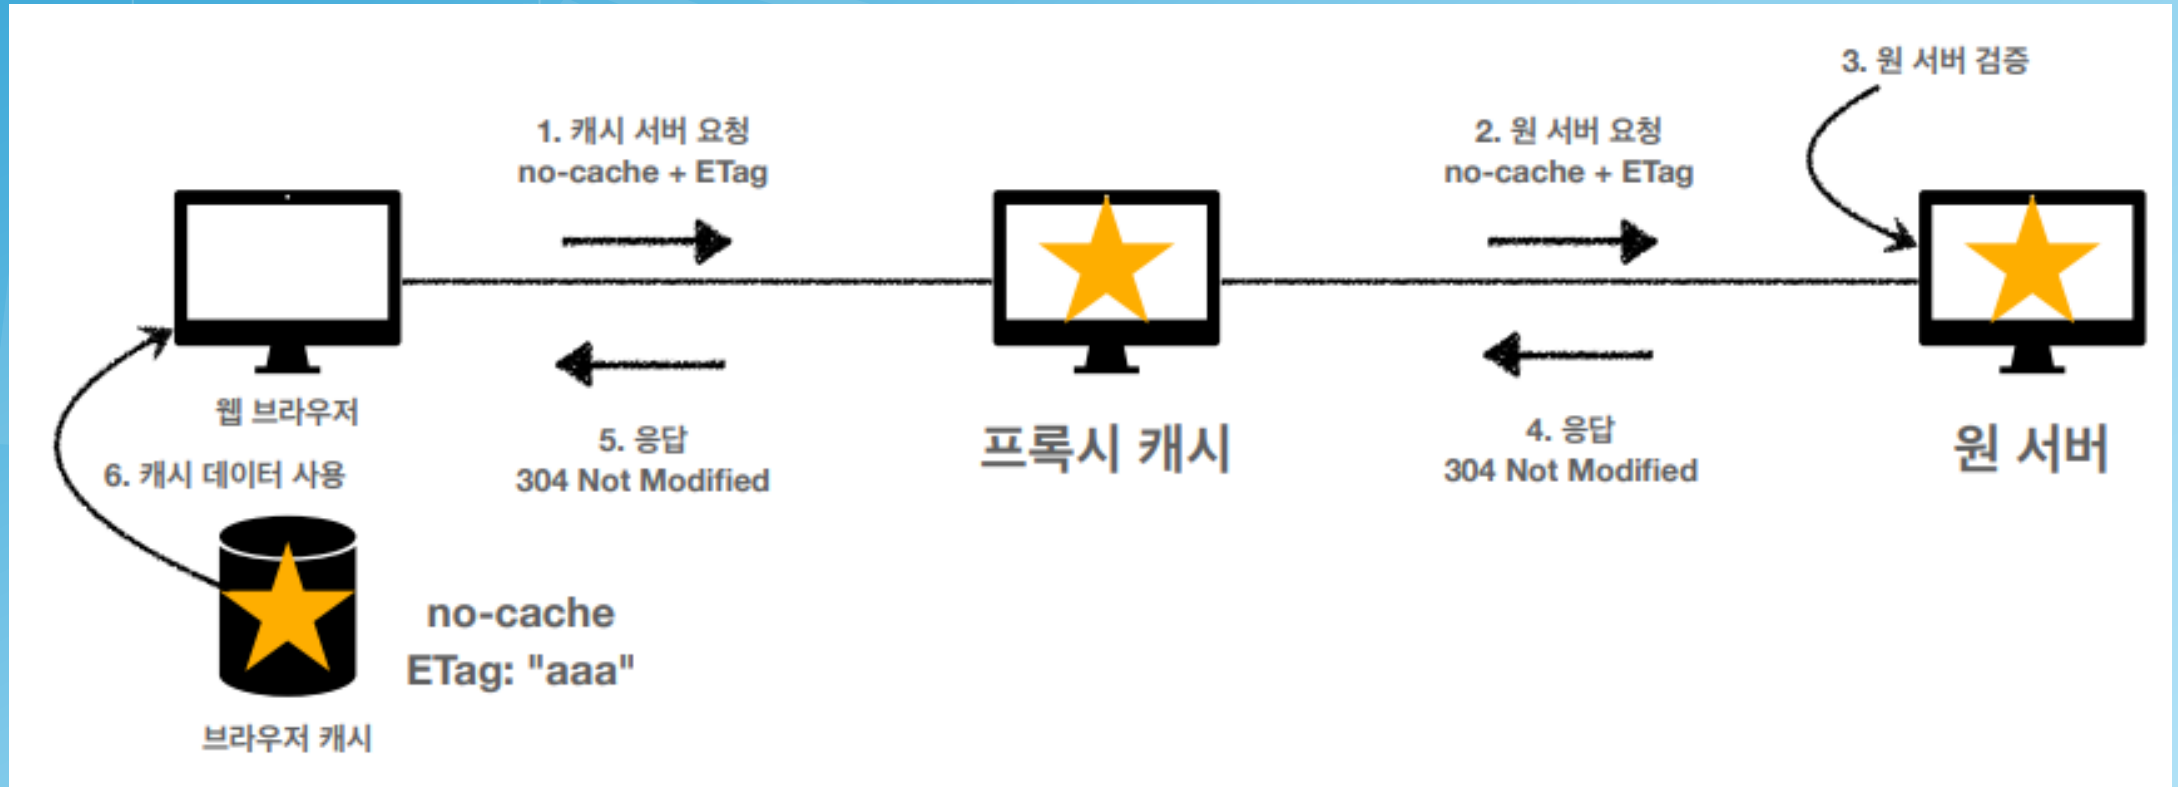 3. 원 서버 검증
1. 캐시 서버 요청
no-cache + ETag
2. 원 서버 요청
no-cache + ETag
웹 브라우저
5. 응답
304 Not Modified
프록시 캐시
4. 응답
304 Not Modified
원 서버
6. 캐시 데이터 사용
no-cache
ETag: "aaa"
브라우저 캐시